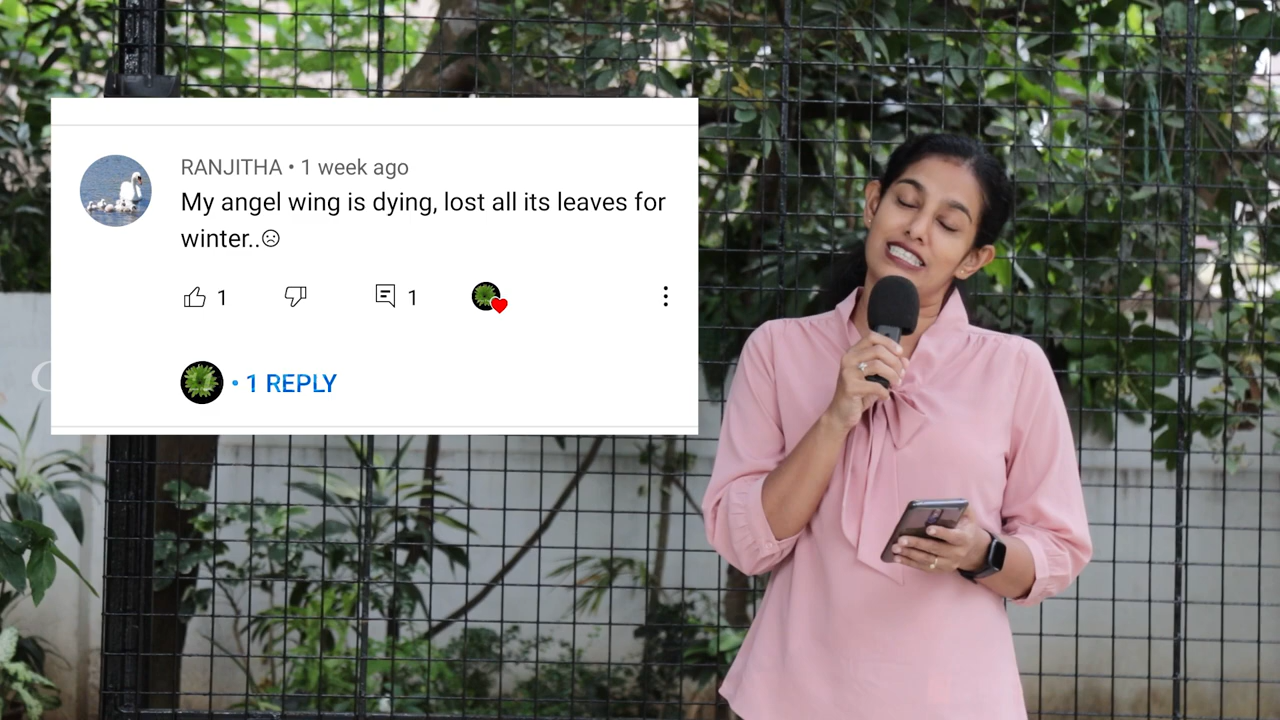 RANJITHA • 1 week ago
My angel wing is dying, lost all its leaves for
winter..☹
1
1
• 1 REPLY